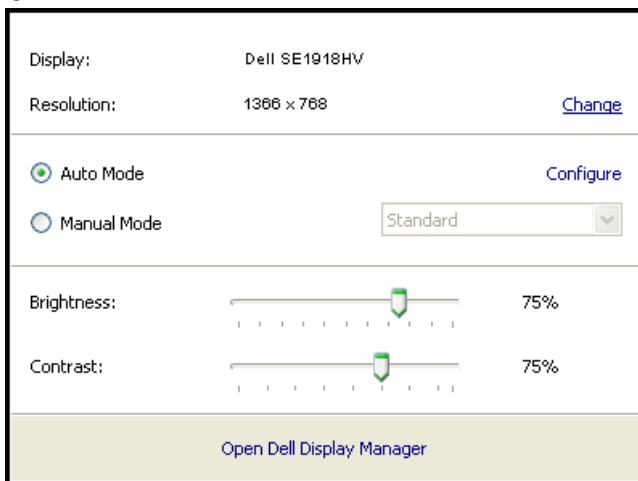 Display: Dell SE1918HV
Resolution: 1366 x 768 Change
Auto Mode Configure
Manual Mode Standard
Brightness: 75%
Contrast: 75%
Open Dell Display Manager